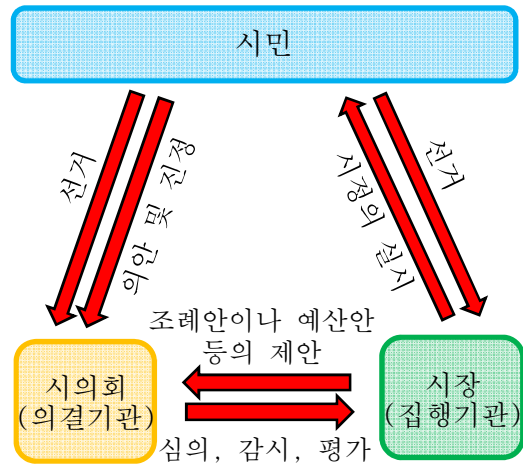 시민
선거
의안 및 진정
시정의 실시
선거
조례안이나 예산안
등의 제안
시의회
(의결기관)
시장
(집행기관)
심의, 감시, 평가